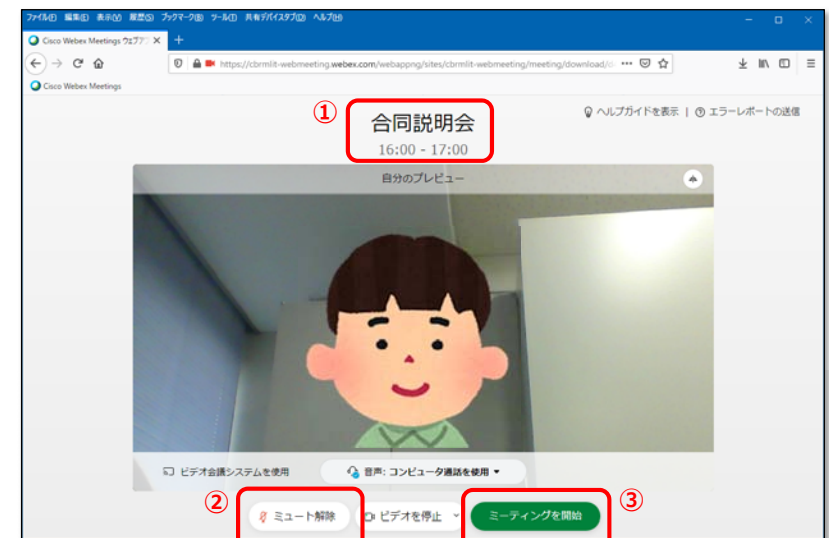 ファイル(F) 編集(E) 表示(V) 履歴(S) ブックマーク(B) ツール(T) 共有デバイスタブ(D) ヘルプ(H)
Cisco Webex Meetings ウェブア
https://cbrmlit-webmeeting.webex.com/webappng/sites/cbrmlit-webmeeting/meeting/download/
Cisco Webex Meetings
①
合同説明会
16:00 - 17:00
ヘルプガイドを表示 | エラーレポートの送信
自分のプレビュー
ビデオ会議システムを使用
音声: コンピュータ通話を使用
②
ミュート解除
ビデオを停止
ミーティングを開始
③